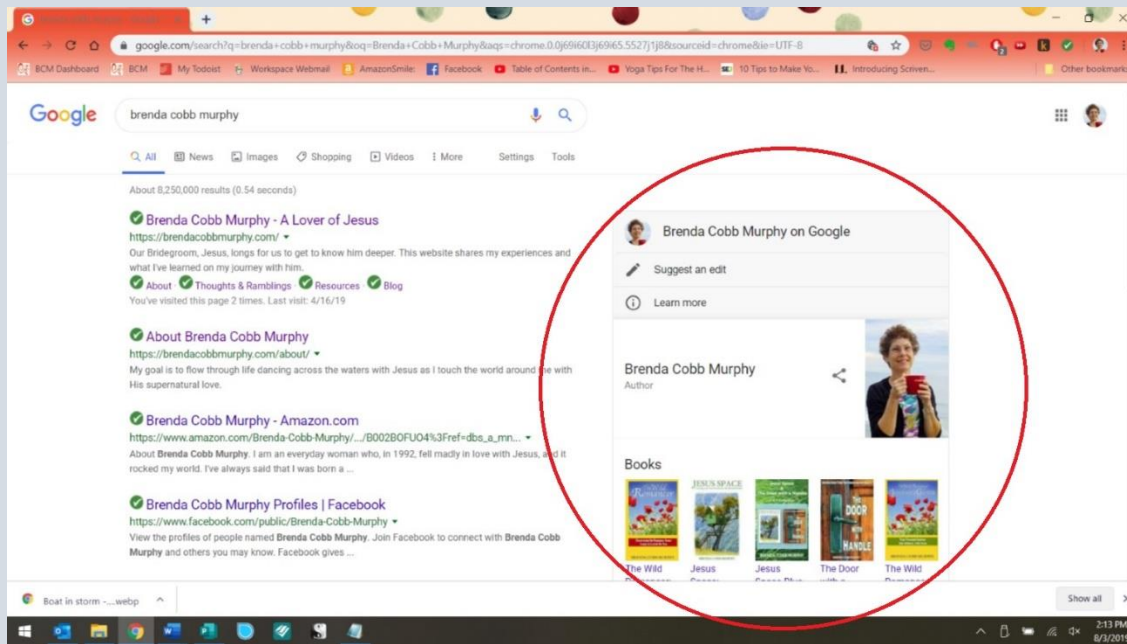 google.com/search?q=brenda+cobb+murphy&oq=Brenda+Cobb+Murphy&aqs=chrome.0.0j69i60l3j69i65.5527j1j8&sourceid=chrome&ie=UTF-8
BCM Dashboard BCM My Todoist Workspace Webmail AmazonSmile: Facebook Table of Contents in... Yoga Tips For The H... 10 Tips to Make Yo... Introducing Scriven... Other bookmarks
Google
brenda cobb murphy
All News Images Shopping Videos More Settings Tools
About 8,250,000 results (0.54 seconds)
Brenda Cobb Murphy - A Lover of Jesus
https://brendacobbmurphy.com/
Our Bridegroom, Jesus, longs for us to get to know him deeper. This website shares my experiences and
what I've learned on my journey with him.
About · Thoughts & Ramblings · Resources · Blog
You've visited this page 2 times. Last visit: 4/16/19
About Brenda Cobb Murphy
https://brendacobbmurphy.com/about/
My goal is to flow through life dancing across the waters with Jesus as I touch the world around me with
His supernatural love.
Brenda Cobb Murphy - Amazon.com
https://www.amazon.com/Brenda-Cobb-Murphy/.../B002BOFUO4%3Fref=dbs_a_mn...
About Brenda Cobb Murphy. I am an everyday woman who, in 1992, fell madly in love with Jesus, and it
rocked my world. I've always said that I was born a ...
Brenda Cobb Murphy Profiles | Facebook
https://www.facebook.com/public/Brenda-Cobb-Murphy
View the profiles of people named Brenda Cobb Murphy. Join Facebook to connect with Brenda Cobb
Murphy and others you may know. Facebook gives ...
Brenda Cobb Murphy on Google
Suggest an edit
Learn more
Brenda Cobb Murphy
Author
Books
JESUS SPACE
The DOOR with a HANDLE
The Wild Jesus Jesus The Door The Wild
Boat in storm -....webp
Show all
2:13 PM
8/3/2019